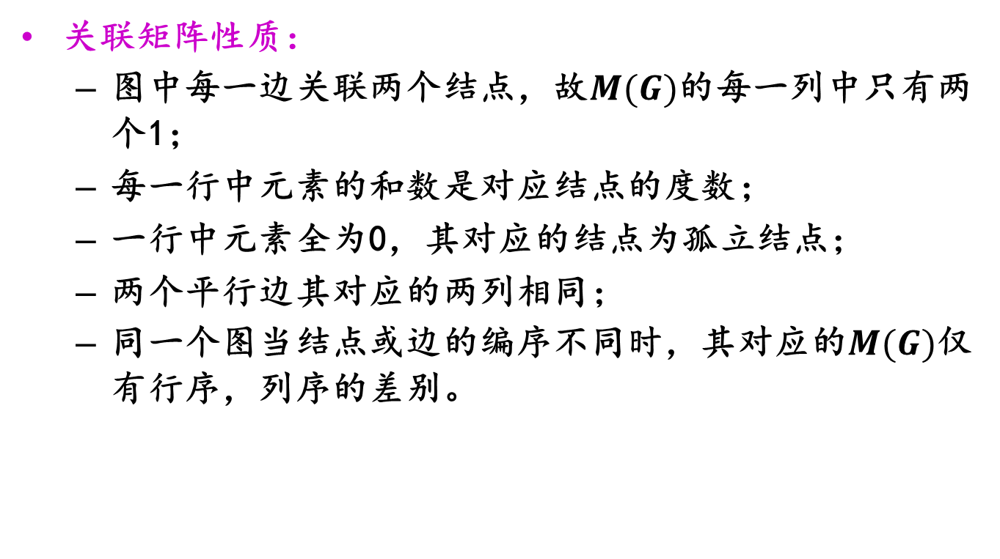 • 关联矩阵性质：
– 图中每一边关联两个结点，故M(G)的每一列中只有两
个1；
– 每一行中元素的和数是对应结点的度数；
– 一行中元素全为0，其对应的结点为孤立结点；
– 两个平行边其对应的两列相同；
– 同一个图当结点或边的编序不同时，其对应的M(G)仅
有行序，列序的差别。